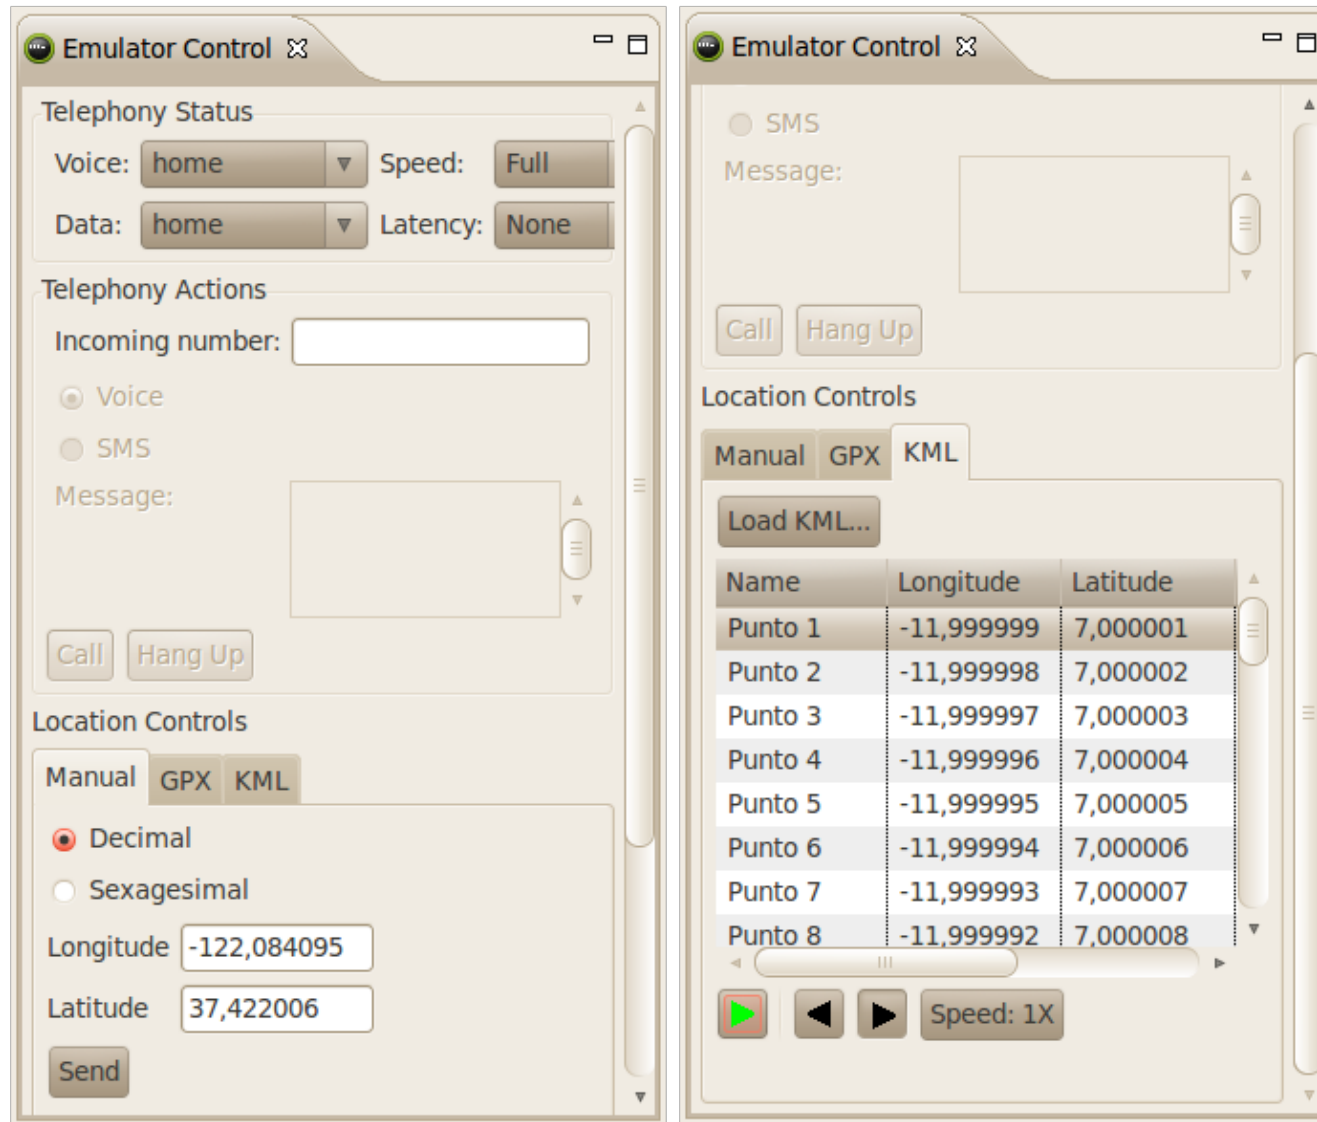 Emulator Control
Telephony Status
Voice: home Speed: Full
Data: home Latency: None
Telephony Actions
Incoming number:
Voice
SMS
Message:
Call Hang Up
Location Controls
Manual GPX KML
Decimal
Sexagesimal
Longitude -122,084095
Latitude 37,422006
Send
Emulator Control
SMS
Message:
Call Hang Up
Location Controls
Manual GPX KML
Load KML...
Name Longitude Latitude
Punto 1 -11,999999 7,000001
Punto 2 -11,999998 7,000002
Punto 3 -11,999997 7,000003
Punto 4 -11,999996 7,000004
Punto 5 -11,999995 7,000005
Punto 6 -11,999994 7,000006
Punto 7 -11,999993 7,000007
Punto 8 -11,999992 7,000008
Speed: 1X